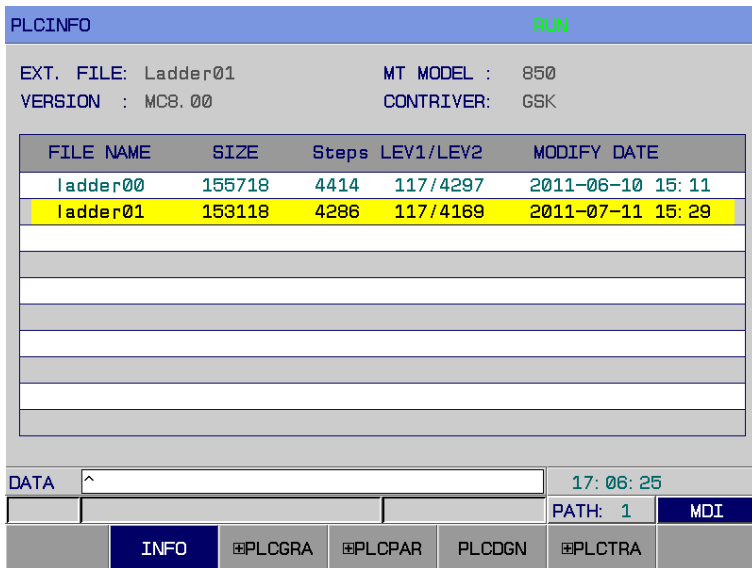 PLCINFO RUN
EXT. FILE: Ladder01 MT MODEL : 850
VERSION : MC8.00 CONTRIVER: GSK
FILE NAME SIZE Steps LEV1/LEV2 MODIFY DATE
ladder00 155718 4414 117/4297 2011-06-10 15:11
ladder01 153118 4286 117/4169 2011-07-11 15:29
DATA ^ 17:06:25
PATH: 1 MDI
INFO ⊞PLCGRA ⊞PLCPAR PLCDGN ⊞PLCTRA